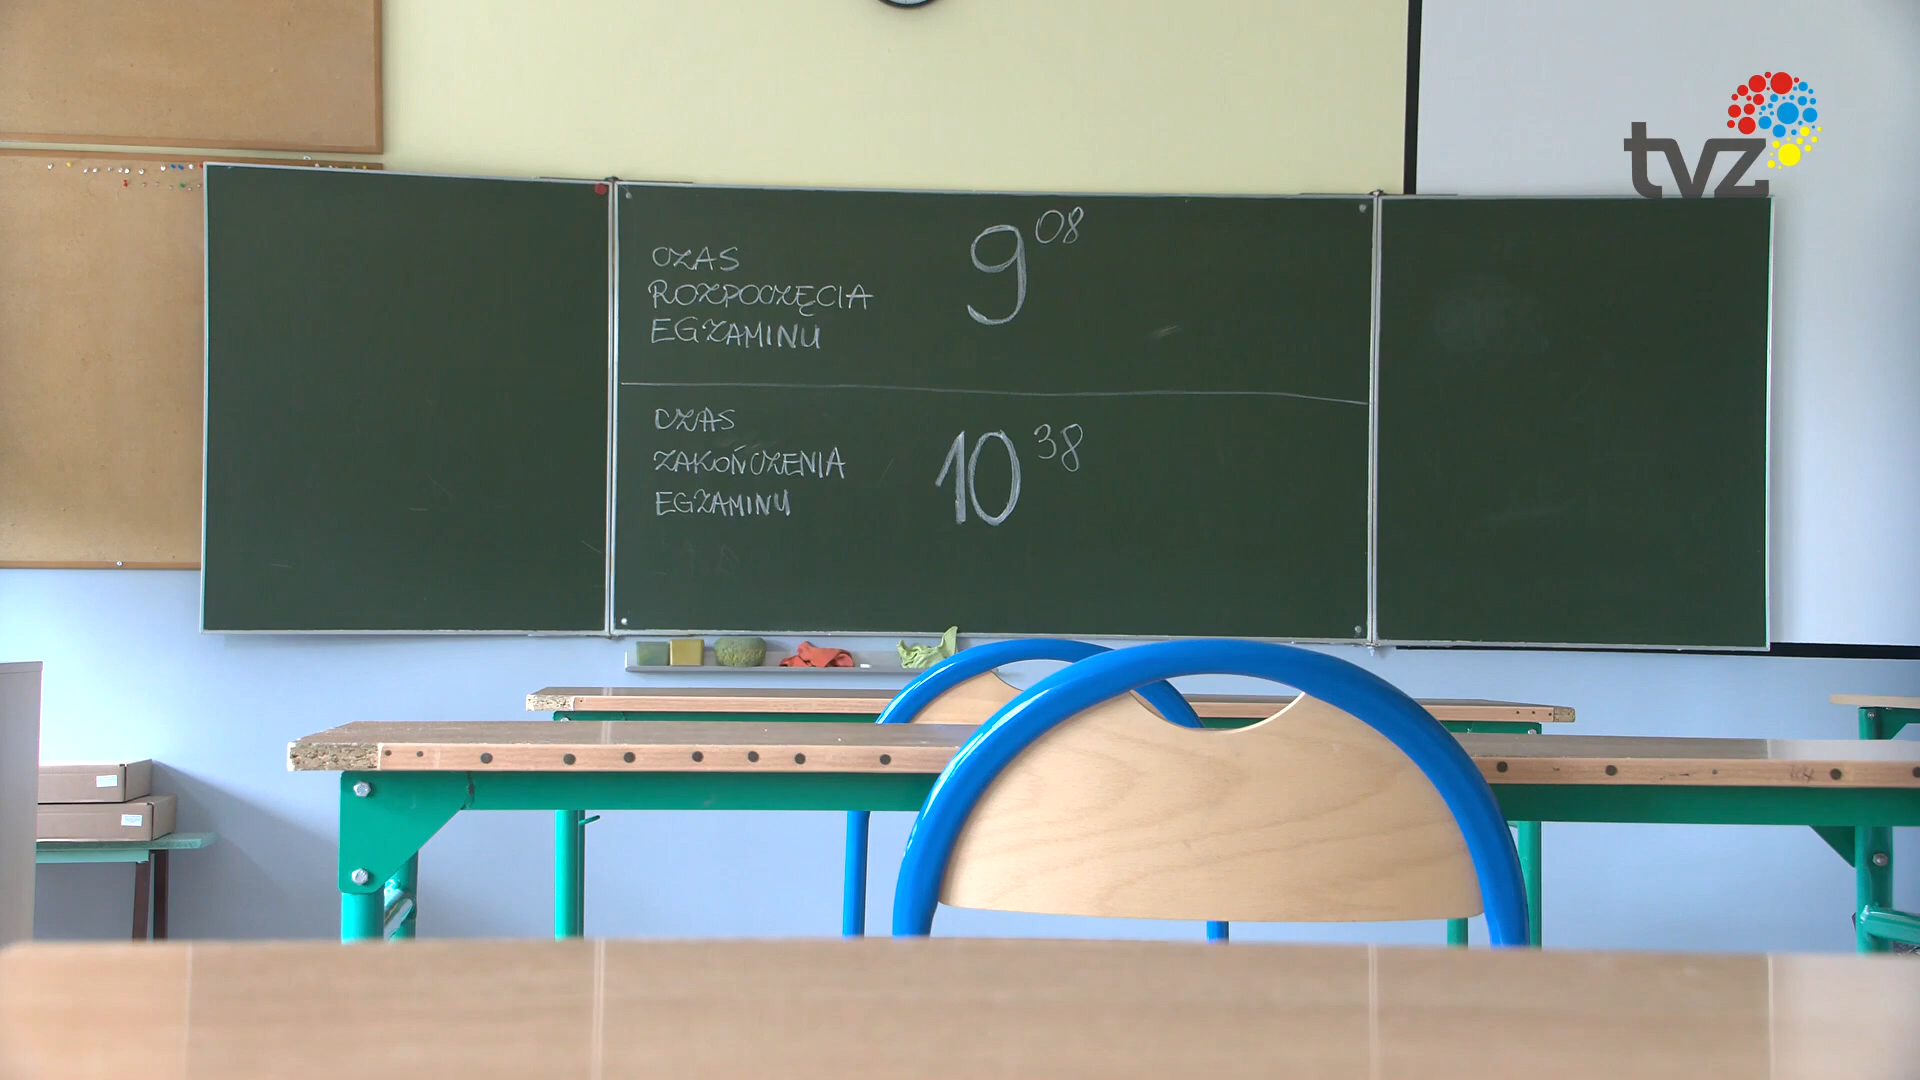 tvz
CZAS
ROZPOCZĘCIA
EGZAMINU
9 08
CZAS
ZAKOŃCZENIA
EGZAMINU
10 38